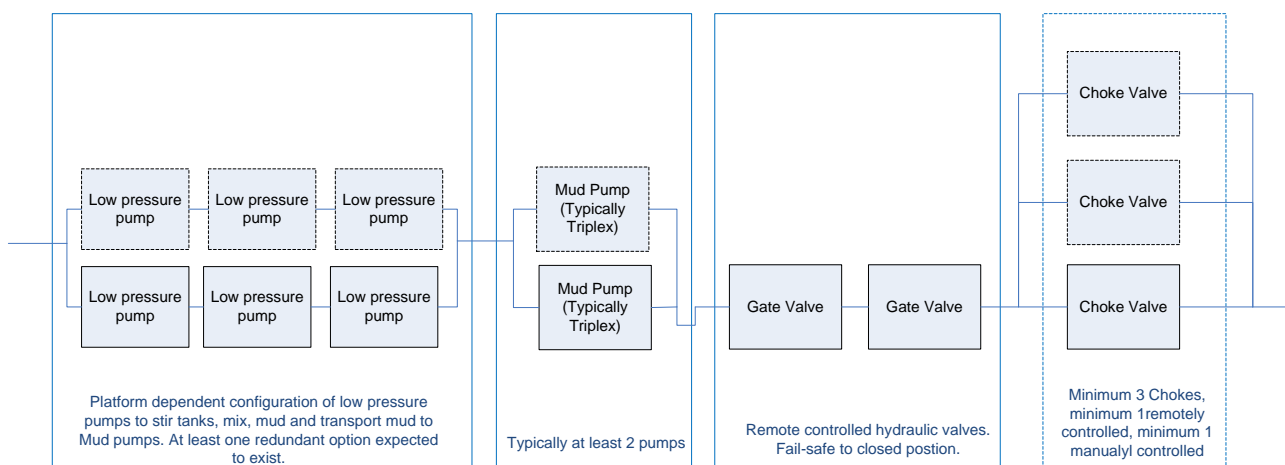 Choke Valve
Low pressure
pump
Low pressure
pump
Low pressure
pump
Mud Pump
(Typically
Triplex)
Choke Valve
Low pressure
pump
Low pressure
pump
Low pressure
pump
Mud Pump
(Typically
Triplex)
Gate Valve
Gate Valve
Choke Valve
Platform dependent configuration of low pressure
pumps to stir tanks, mix, mud and transport mud to
Mud pumps. At least one redundant option expected
to exist.
Typically at least 2 pumps
Remote controlled hydraulic valves.
Fail-safe to closed postion.
Minimum 3 Chokes,
minimum 1remotely
controlled, minimum 1
manualyl controlled